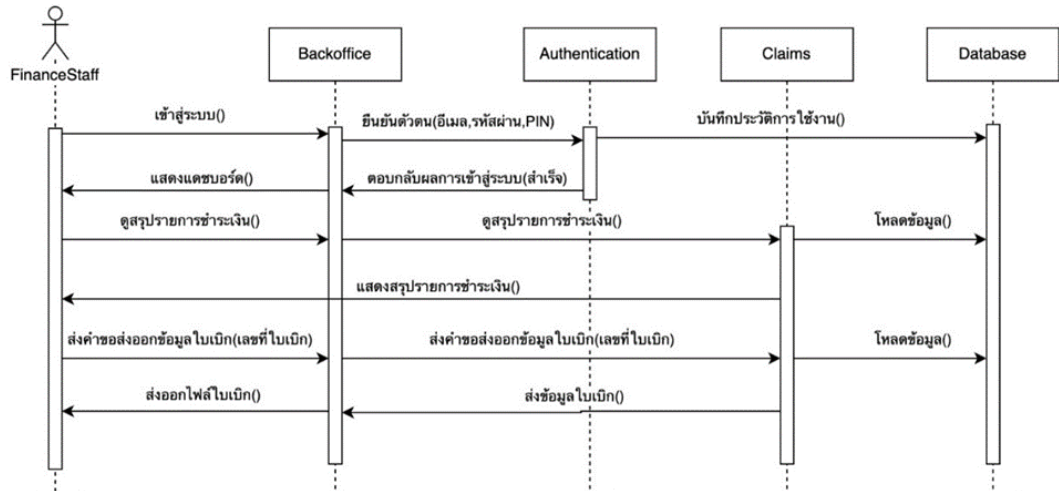 FinanceStaff
Backoffice
Authentication
Claims
Database
เข้าสู่ระบบ()
ยืนยันตัวตน(อีเมล,รหัสผ่าน,PIN)
บันทึกประวัติการใช้งาน()
แสดงแดชบอร์ด()
ตอบกลับผลการเข้าสู่ระบบ(สำเร็จ)
ดูสรุปรายการชำระเงิน()
ดูสรุปรายการชำระเงิน()
โหลดข้อมูล()
แสดงสรุปรายการชำระเงิน()
ส่งคำขอส่งออกข้อมูลใบเบิก(เลขที่ใบเบิก)
ส่งคำขอส่งออกข้อมูลใบเบิก(เลขที่ใบเบิก)
โหลดข้อมูล()
ส่งออกไฟล์ใบเบิก()
ส่งข้อมูลใบเบิก()